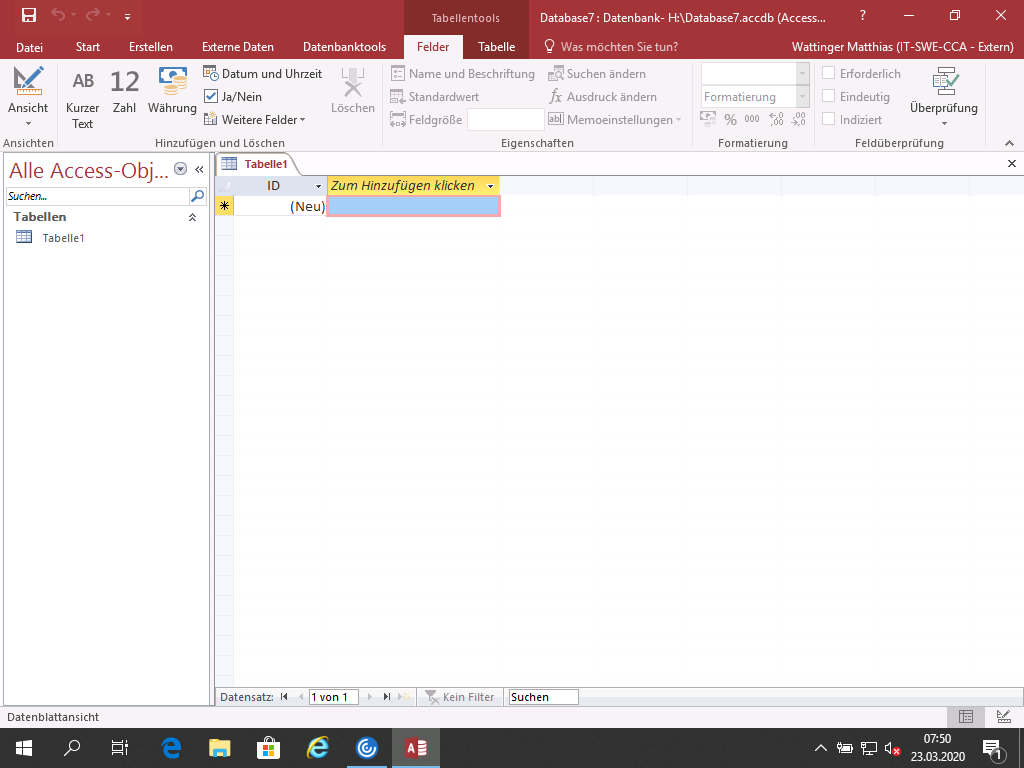 Tabellentools
Database7 : Datenbank- H:\Database7.accdb (Access...
?
Datei Start Erstellen Externe Daten Datenbanktools Felder Tabelle Was möchten Sie tun? Wattinger Matthias (IT-SWE-CCA - Extern)
Ansicht
Ansichten
AB
Kurzer
Text
12
Zahl
Währung
Datum und Uhrzeit
Ja/Nein
Weitere Felder
Löschen
Hinzufügen und Löschen
Name und Beschriftung
Standardwert
Feldgröße
Suchen ändern
fx Ausdruck ändern
ab Memoeinstellungen
Eigenschaften
Formatierung
% 000 ,00 ,00
Formatierung
Erforderlich
Eindeutig
Indiziert
Überprüfung
Feldüberprüfung
Alle Access-Obj... «
Suchen...
Tabellen
Tabelle1
Tabelle1
ID Zum Hinzufügen klicken
* (Neu)
Datensatz: 1 von 1 Kein Filter Suchen
Datenblattansicht
07:50
23.03.2020
1